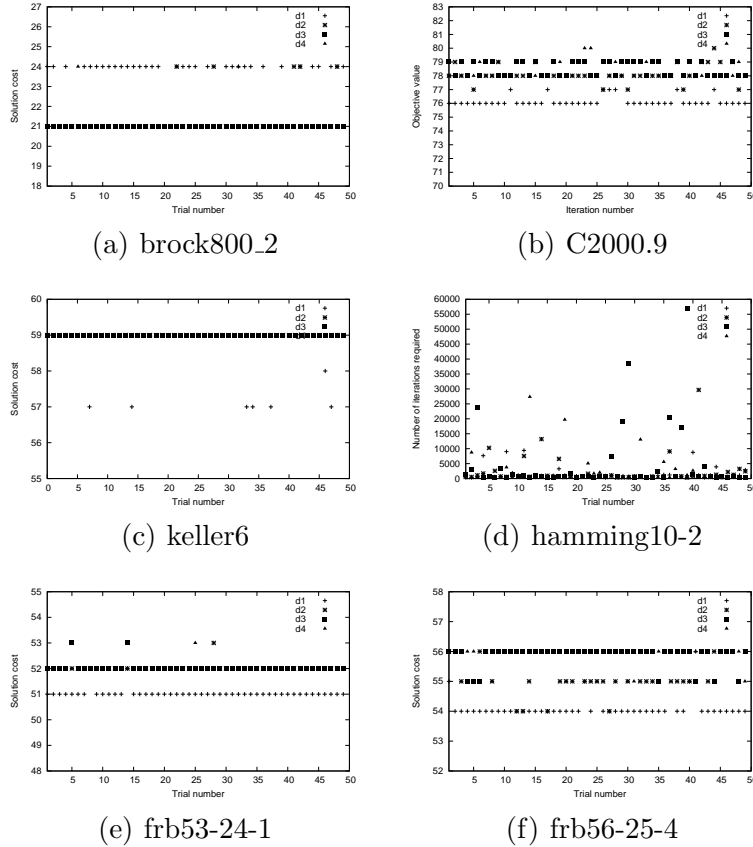 27
26
25
24
23
22
21
20
19
18
5 10 15 20 25 30 35 40 45 50
Solution cost
Trial number
d1
d2
d3
d4
(a) brock800_2
83
82
81
80
79
78
77
76
75
74
73
72
71
70
5 10 15 20 25 30 35 40 45 50
Objective value
Iteration number
d1
d2
d3
d4
(b) C2000.9
60
59
58
57
56
55
0 5 10 15 20 25 30 35 40 45 50
Solution cost
Trial number
d1
d2
d3
(c) keller6
60000
55000
50000
45000
40000
35000
30000
25000
20000
15000
10000
5000
0
5 10 15 20 25 30 35 40 45 50
Number of iterations required
Trial number
d1
d2
d3
d4
(d) hamming10-2
55
54
53
52
51
50
49
48
5 10 15 20 25 30 35 40 45 50
Solution cost
Trial number
d1
d2
d3
d4
(e) frb53-24-1
58
57
56
55
54
53
52
5 10 15 20 25 30 35 40 45 50
Solution cost
Trial number
d1
d2
d3
d4
(f) frb56-25-4